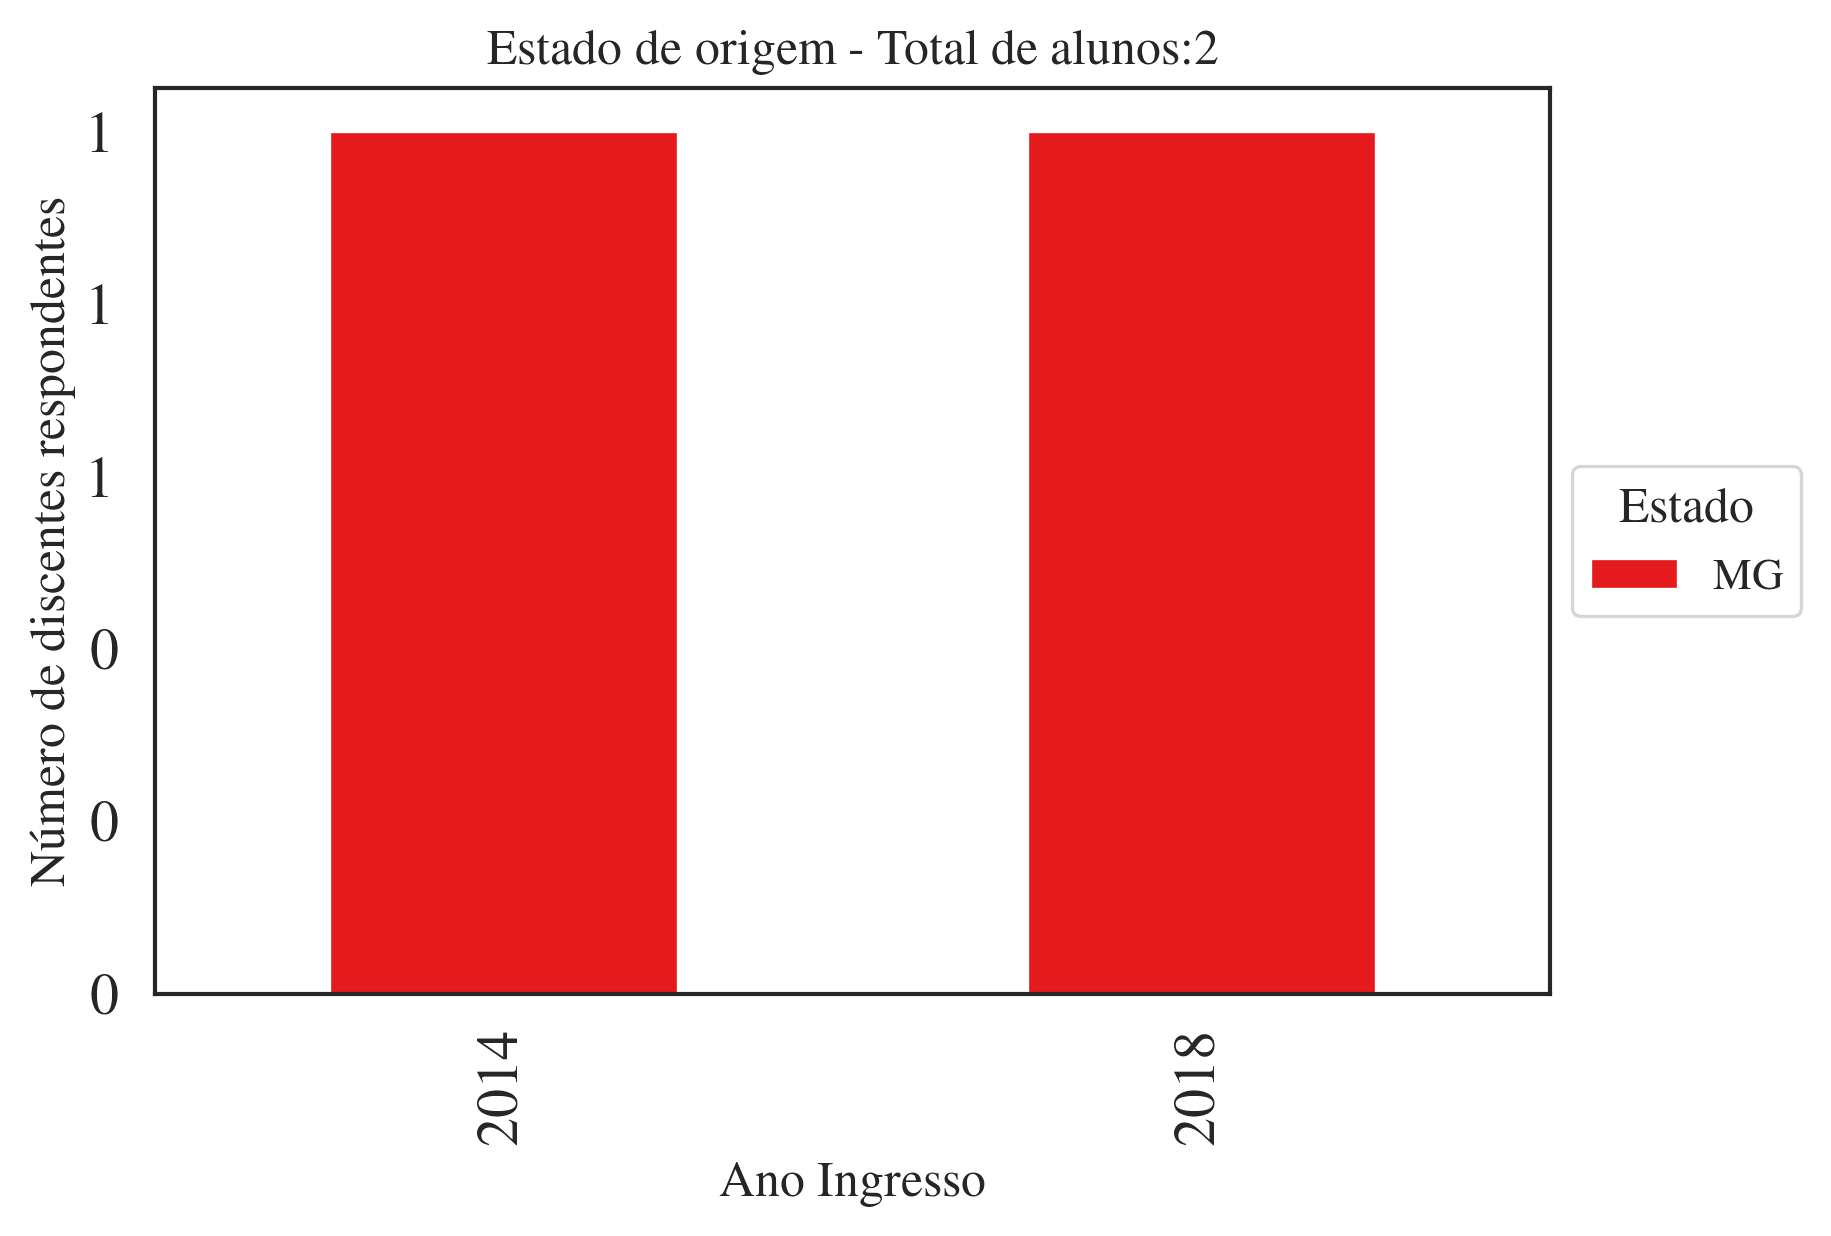 Estado de origem - Total de alunos:2
Número de discentes respondentes
1
1
1
0
0
0
2014
2018
Ano Ingresso
Estado
MG